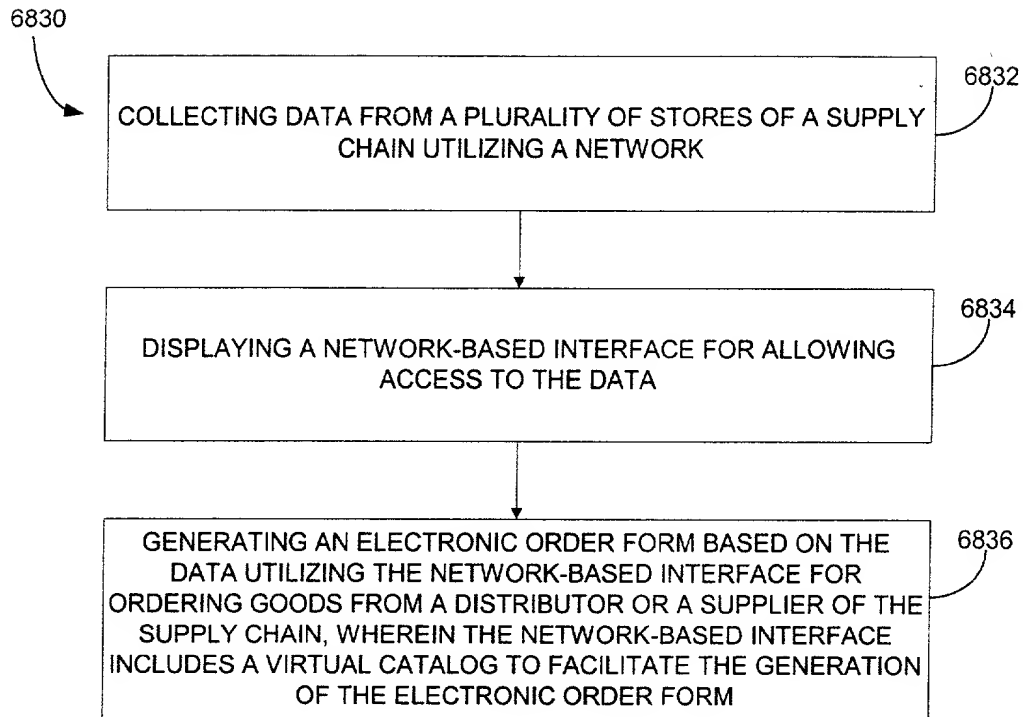 6830
6832
COLLECTING DATA FROM A PLURALITY OF STORES OF A SUPPLY
CHAIN UTILIZING A NETWORK
6834
DISPLAYING A NETWORK-BASED INTERFACE FOR ALLOWING
ACCESS TO THE DATA
6836
GENERATING AN ELECTRONIC ORDER FORM BASED ON THE
DATA UTILIZING THE NETWORK-BASED INTERFACE FOR
ORDERING GOODS FROM A DISTRIBUTOR OR A SUPPLIER OF THE
SUPPLY CHAIN, WHEREIN THE NETWORK-BASED INTERFACE
INCLUDES A VIRTUAL CATALOG TO FACILITATE THE GENERATION
OF THE ELECTRONIC ORDER FORM